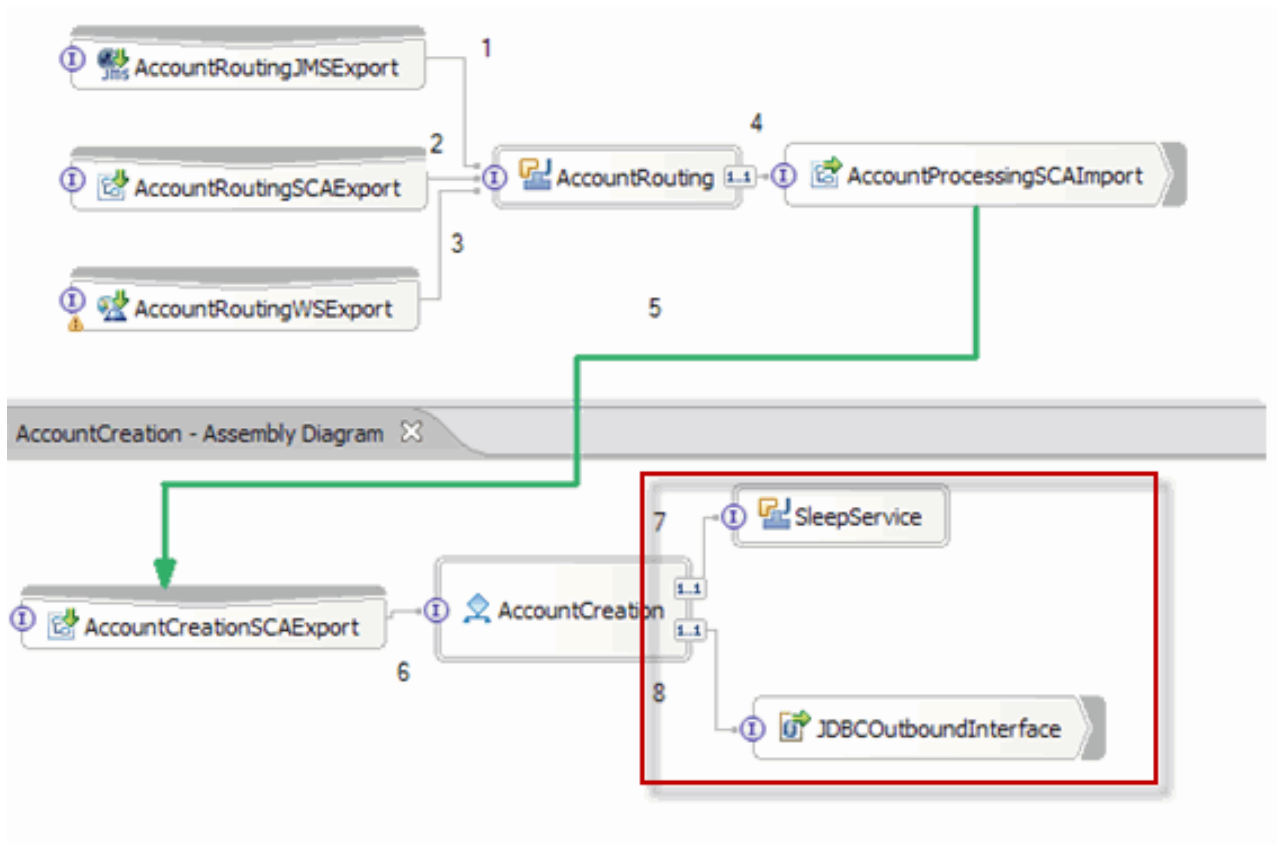 1
Jms AccountRoutingJMSExport
2
4
AccountRoutingSCAExport
I AccountRouting 1..1 I AccountProcessingSCAImport
3
AccountRoutingWSExport
5
AccountCreation - Assembly Diagram
7
I SleepService
1..1
I AccountCreation
I AccountCreationSCAExport
1..1
6
8
I JDBCOutboundInterface